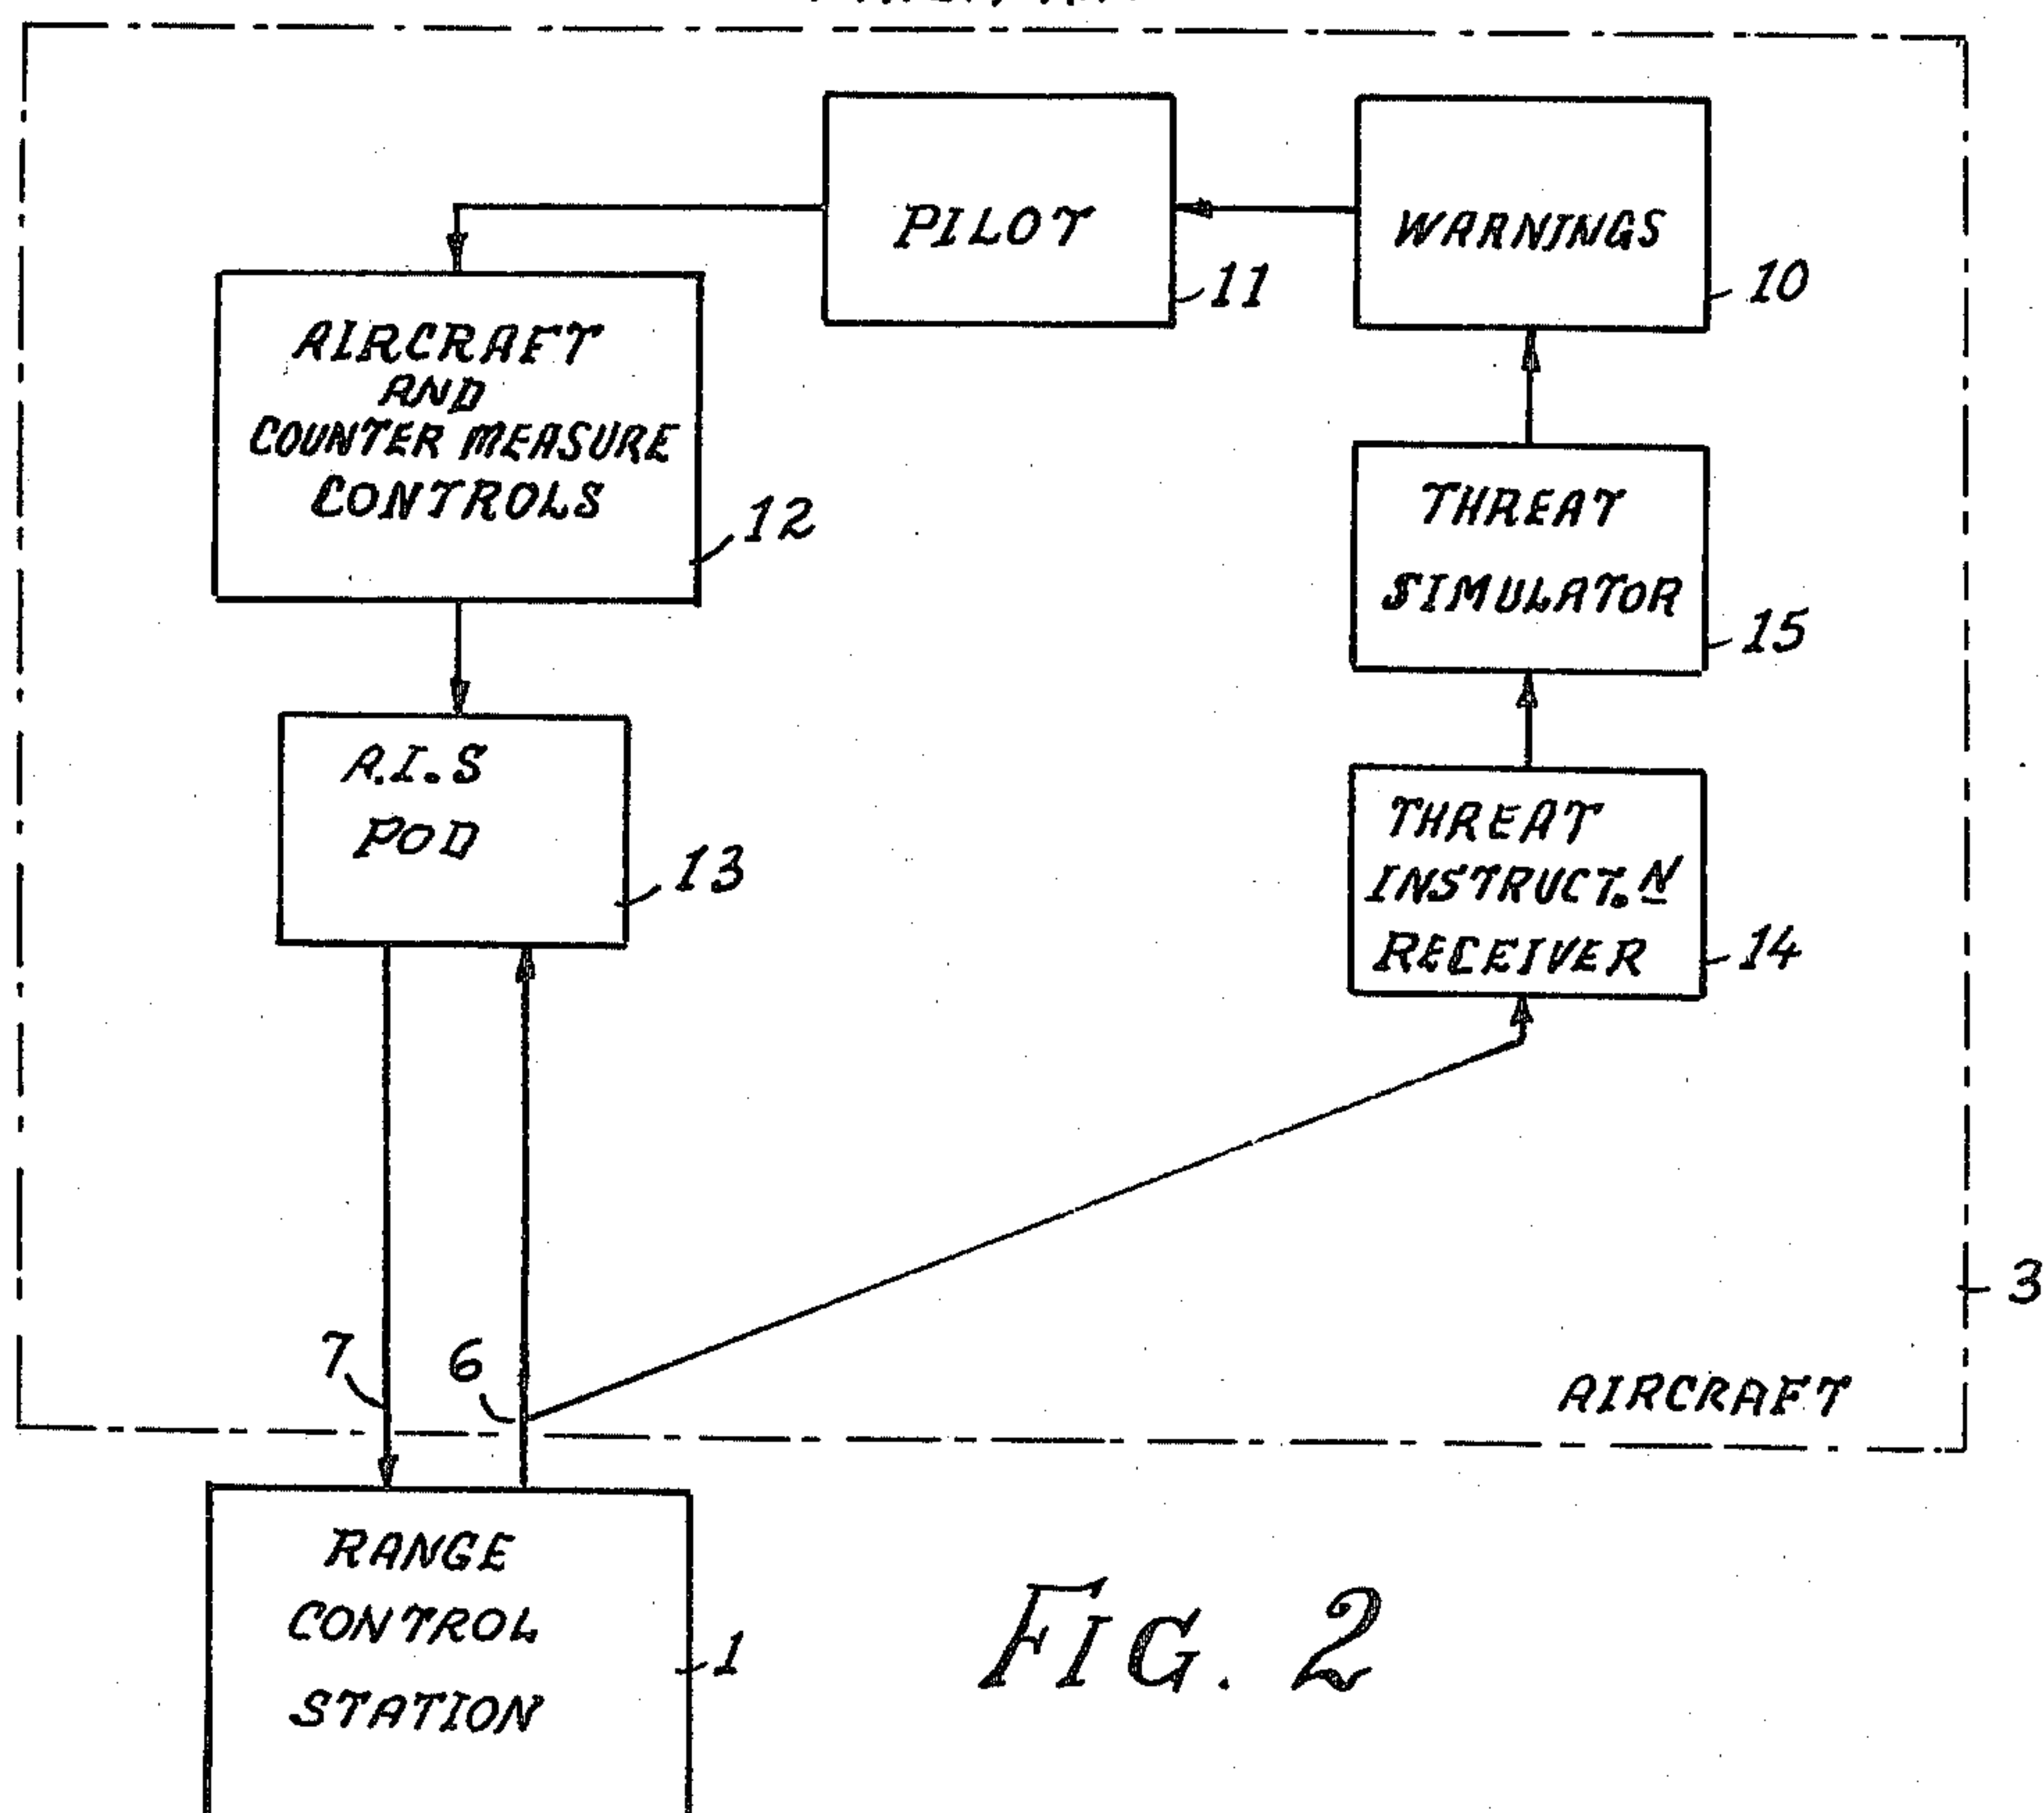 PILOT
11
WARNINGS
10
AIRCRAFT
AND
COUNTER MEASURE
CONTROLS
12
THREAT
SIMULATOR
15
A.I.S
POD
13
THREAT
INSTRUCT.N
RECEIVER
14
3
7
6
AIRCRAFT
RANGE
CONTROL
STATION
1
FIG. 2